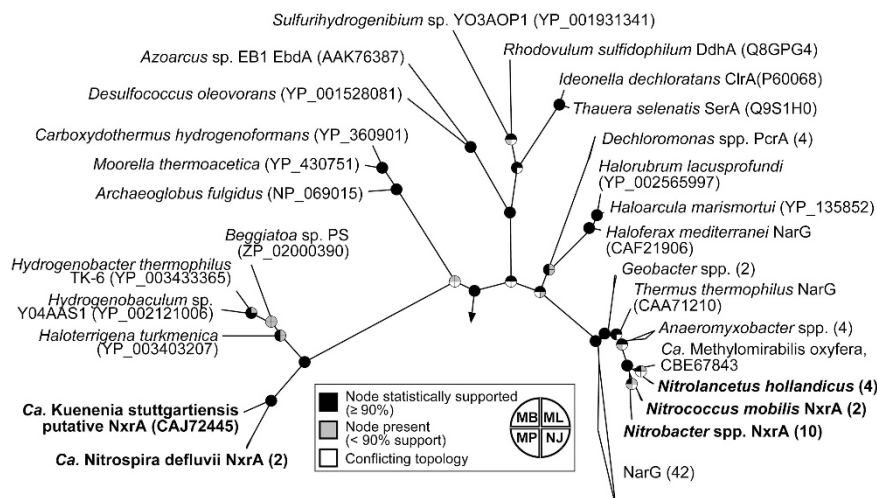 Sulfurihydrogenibium sp. YO3AOP1 (YP_001931341)
Rhodovulum sulfidophilum DdhA (Q8GPG4)
Azoarcus sp. EB1 EbdA (AAK76387)
Ideonella dechloratans ClrA(P60068)
Desulfococcus oleovorans (YP_001528081)
Thauera selenatis SerA (Q9S1H0)
Carboxydothermus hydrogenoformans (YP_360901)
Dechloromonas spp. PcrA (4)
Moorella thermoacetica (YP_430751)
Halorubrum lacusprofundi
(YP_002565997)
Archaeoglobus fulgidus (NP_069015)
Haloarcula marismortui (YP_135852)
Haloferax mediterranei NarG
(CAF21906)
Beggiatoa sp. PS
(ZP_02000390)
Hydrogenobacter thermophilus
TK-6 (YP_003433365)
Geobacter spp. (2)
Thermus thermophilus NarG
(CAA71210)
Hydrogenobaculum sp.
Y04AAS1 (YP_002121006)
Anaeromyxobacter spp. (4)
Haloterrigena turkmenica
(YP_003403207)
Ca. Methylomirabilis oxyfera,
CBE67843
Nitrolancetus hollandicus (4)
Ca. Kuenenia stuttgartiensis
putative NxrA (CAJ72445)
Nitrococcus mobilis NxrA (2)
Nitrobacter spp. NxrA (10)
Ca. Nitrospira defluvii NxrA (2)
NarG (42)
Node statistically supported
(≥ 90%)
Node present
(< 90% support)
Conflicting topology
MB ML
MP NJ